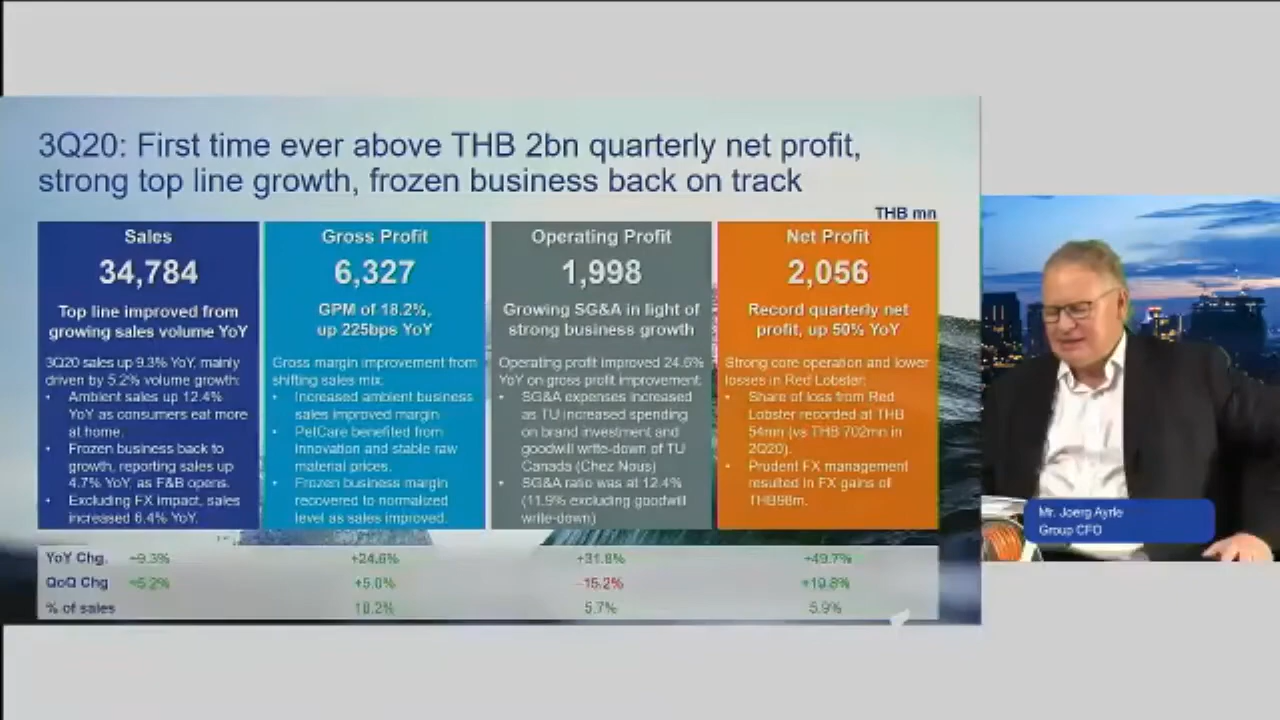 3Q20: First time ever above THB 2bn quarterly net profit,
strong top line growth, frozen business back on track
THB mn
Sales
34,784
Top line improved from
growing sales volume YoY
3Q20 sales up 9.3% YoY, mainly
driven by 5.2% volume growth:
• Ambient sales up 12.4%
YoY as consumers eat more
at home.
• Frozen business back to
growth, reporting sales up
4.7% YoY, as F&B opens.
• Excluding FX impact, sales
increased 6.4% YoY.
Gross Profit
6,327
GPM of 18.2%,
up 225bps YoY
Gross margin improvement from
shifting sales mix:
• Increased ambient business
sales improved margin
• PetCare benefited from
innovation and stable raw
material prices.
• Frozen business margin
recovered to normalized
level as sales improved.
Operating Profit
1,998
Growing SG&A in light of
strong business growth
Operating profit improved 24.6%
YoY on gross profit improvement:
• SG&A expenses increased
as TU increased spending
on brand investment and
goodwill write-down of TU
Canada (Chez Nous)
• SG&A ratio was at 12.4%
(11.9% excluding goodwill
write-down)
Net Profit
2,056
Record quarterly net
profit, up 50% YoY
Strong core operation and lower
losses in Red Lobster:
• Share of loss from Red
Lobster recorded at THB
54mn (vs THB 702mn in
2Q20).
• Prudent FX management
resulted in FX gains of
THB98m.
YoY Chg. +9.3% +24.6% +31.8% +49.7%
QoQ Chg +5.2% +5.0% -15.2% +19.8%
% of sales 18.2% 5.7% 5.9%
Mr. Joerg Ayrle
Group CFO